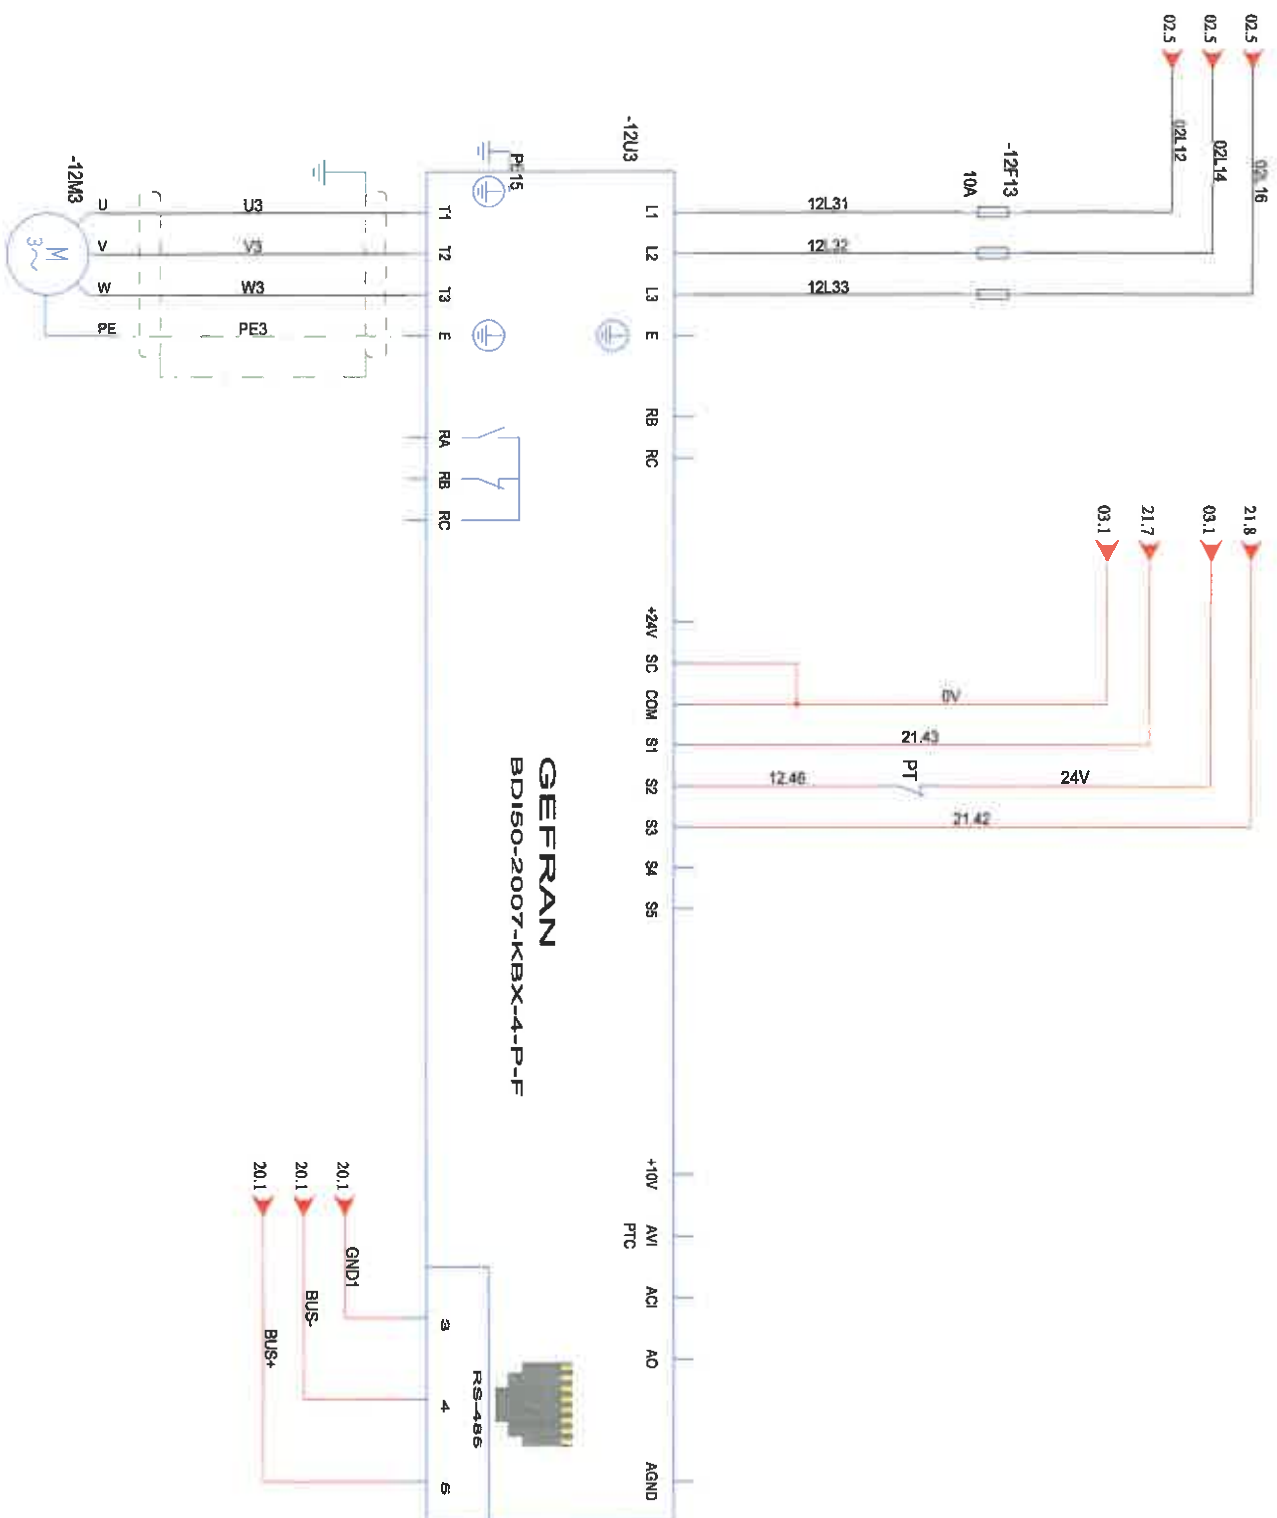 02.5
02.5
02.5
02L12
02L14
02L16
-12F13
10A
12L31
12L32
12L33
-12U3
PE15
-12M3
M
3~
U
V
W
PE
U3
V3
W3
PE3
T1
T2
T3
E
RA
RB
RC
L1
L2
L3
E
RB
RC
03.1
21.7
03.1
21.8
+24V
SC
COM
S1
S2
S3
S4
S5
0V
21.43
12.46
PT
24V
21.42
GEFRAN
BDI50-2007-KBX-4-P-F
+10V
AVI
PTC
ACI
AO
AGND
20.1
20.1
20.1
GND1
BUS-
BUS+
3
4
RS-485